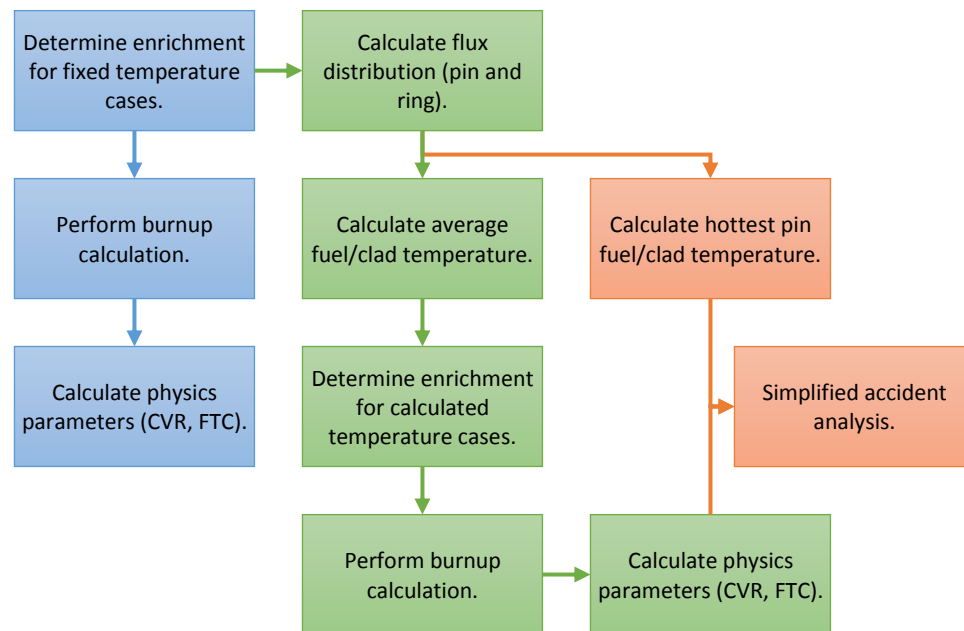 Determine enrichment
for fixed temperature
cases.
Calculate flux
distribution (pin and
ring).
Perform burnup
calculation.
Calculate average
fuel/clad temperature.
Calculate hottest pin
fuel/clad temperature.
Calculate physics
parameters (CVR, FTC).
Determine enrichment
for calculated
temperature cases.
Simplified accident
analysis.
Perform burnup
calculation.
Calculate physics
parameters (CVR, FTC).